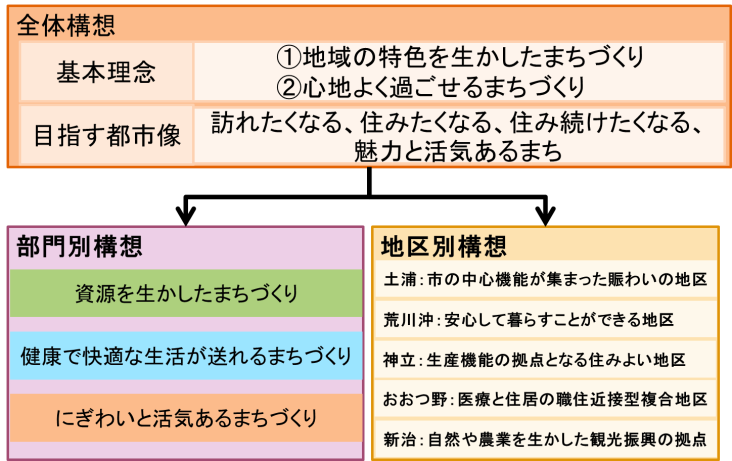 全体構想
基本理念
①地域の特色を生かしたまちづくり
②心地よく過ごせるまちづくり
目指す都市像
訪れたくなる、住みたくなる、住み続けたくなる、
魅力と活気あるまち
部門別構想
資源を生かしたまちづくり
健康で快適な生活が送れるまちづくり
にぎわいと活気あるまちづくり
地区別構想
土浦：市の中心機能が集まった賑わいの地区
荒川沖：安心して暮らすことができる地区
神立：生産機能の拠点となる住みよい地区
おおつ野：医療と住居の職住近接型複合地区
新治：自然や農業を生かした観光振興の拠点